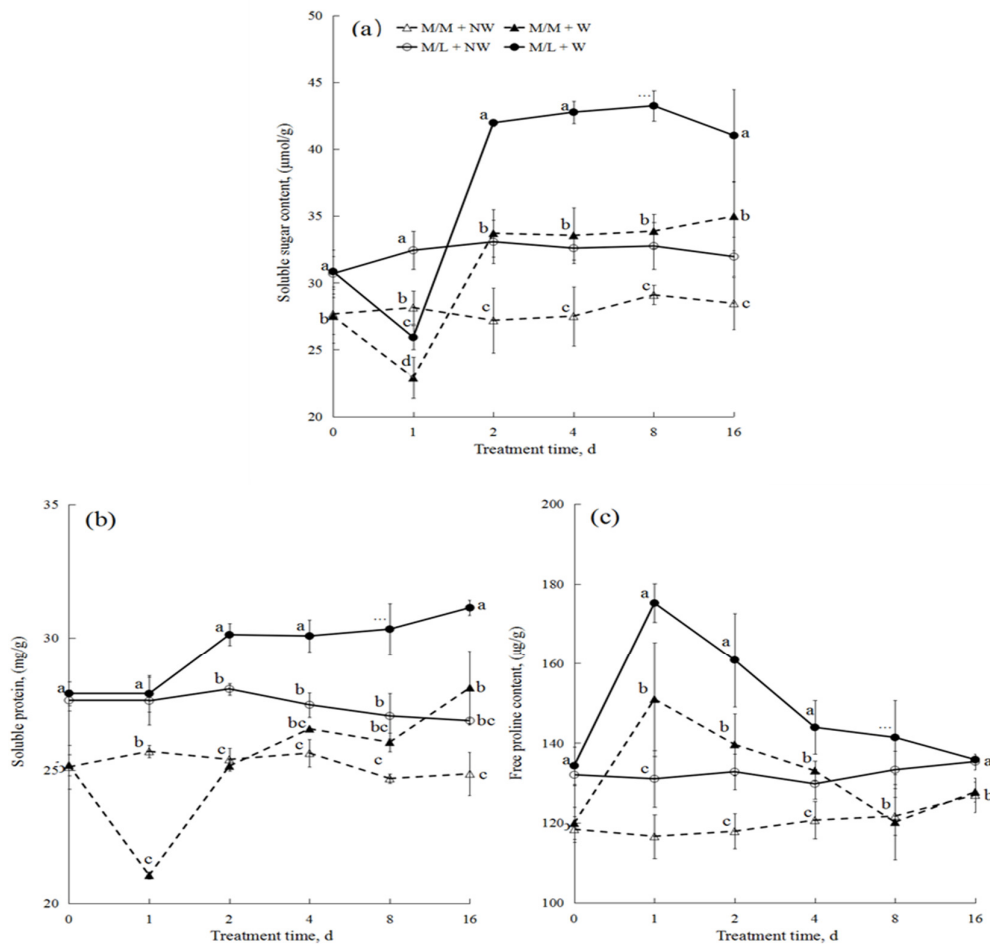 (a)
M/M + NW
M/M + W
M/L + NW
M/L + W
Soluble sugar content, (μmol/g)
50
45
40
35
30
25
20
a
b
a
b
c
d
a
b
c
a
b
c
...
b
c
a
b
c
0 1 2 4 8 16
Treatment time, d
(b)
Soluble protein, (mg/g)
35
30
25
20
a
a
b
c
a
b
c
a
b
bc
c
...
b
bc
c
a
b
bc
c
0 1 2 4 8 16
Treatment time, d
(c)
Free proline content, (μg/g)
200
180
160
140
120
100
a
a
b
c
a
b
c
a
b
c
...
b
a
b
0 1 2 4 8 16
Treatment time, d